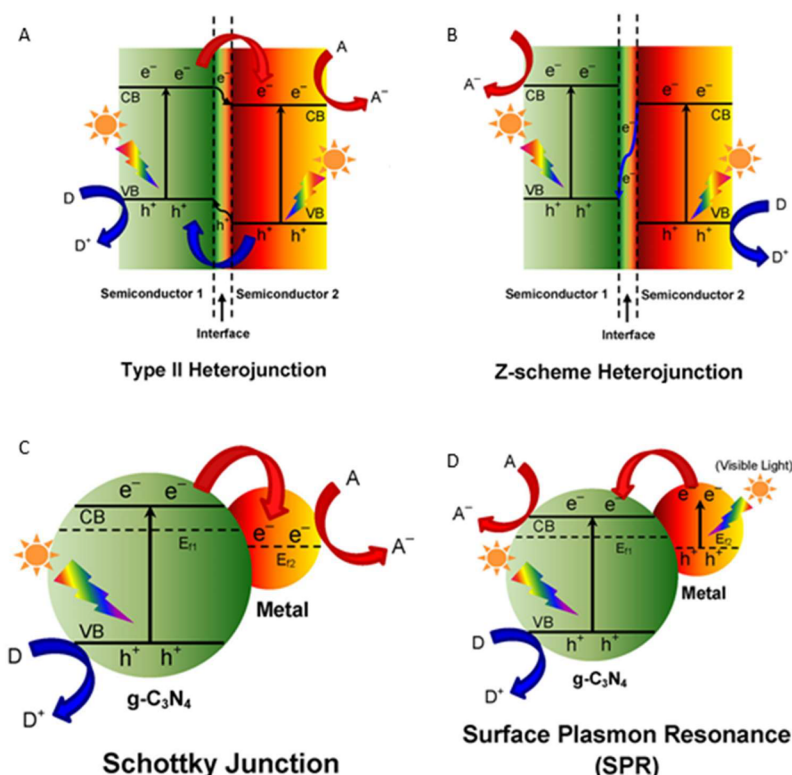 A
B
e⁻ e⁻
e⁻
e⁻ e⁻
A
A⁻
CB
CB
VB
VB
h⁺ h⁺
h⁺
h⁺ h⁺
D
D⁺
Semiconductor 1
Semiconductor 2
Interface
Type II Heterojunction
A
A⁻
e⁻ e⁻
e⁻ e⁻
CB
CB
e⁻
e⁻
VB
VB
h⁺ h⁺
h⁺ h⁺
D
D⁺
Semiconductor 1
Semiconductor 2
Interface
Z-scheme Heterojunction
C
e⁻ e⁻
CB
Ef1
e⁻ e⁻
Ef2
A
A⁻
Metal
VB
h⁺ h⁺
D
D⁺
g-C₃N₄
Schottky Junction
D
(Visible Light)
A
A⁻
e⁻ e⁻
CB
Ef1
e⁻ e⁻
Ef2
h⁺ h⁺
Metal
VB
h⁺ h⁺
D
D⁺
g-C₃N₄
Surface Plasmon Resonance
(SPR)